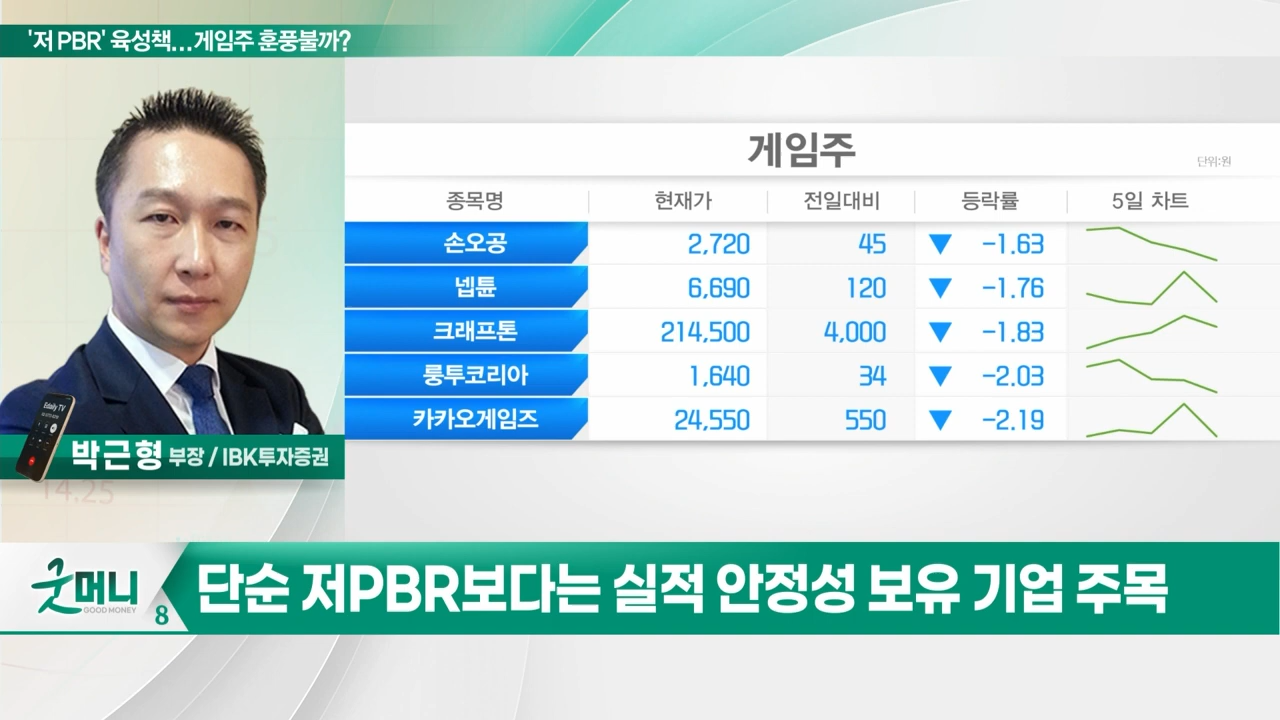 '저 PBR' 육성책...게임주 훈풍불까?
게임주
단위:원
종목명 현재가 전일대비 등락률 5일 차트
손오공 2,720 45 ▼ -1.63
넵튠 6,690 120 ▼ -1.76
크래프톤 214,500 4,000 ▼ -1.83
룽투코리아 1,640 34 ▼ -2.03
카카오게임즈 24,550 550 ▼ -2.19
Edaily TV
박근형 부장 / IBK투자증권
14.25
굿머니
GOOD MONEY
8
단순 저PBR보다는 실적 안정성 보유 기업 주목